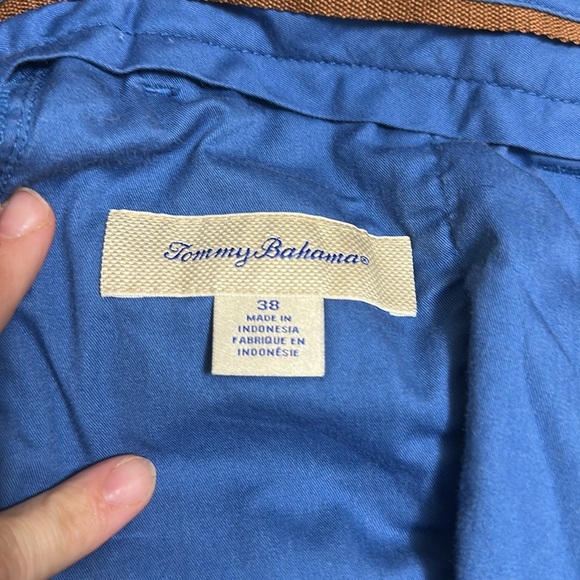 Tommy Bahama®
38
MADE IN
INDONESIA
FABRIQUE EN
INDONÉSIE